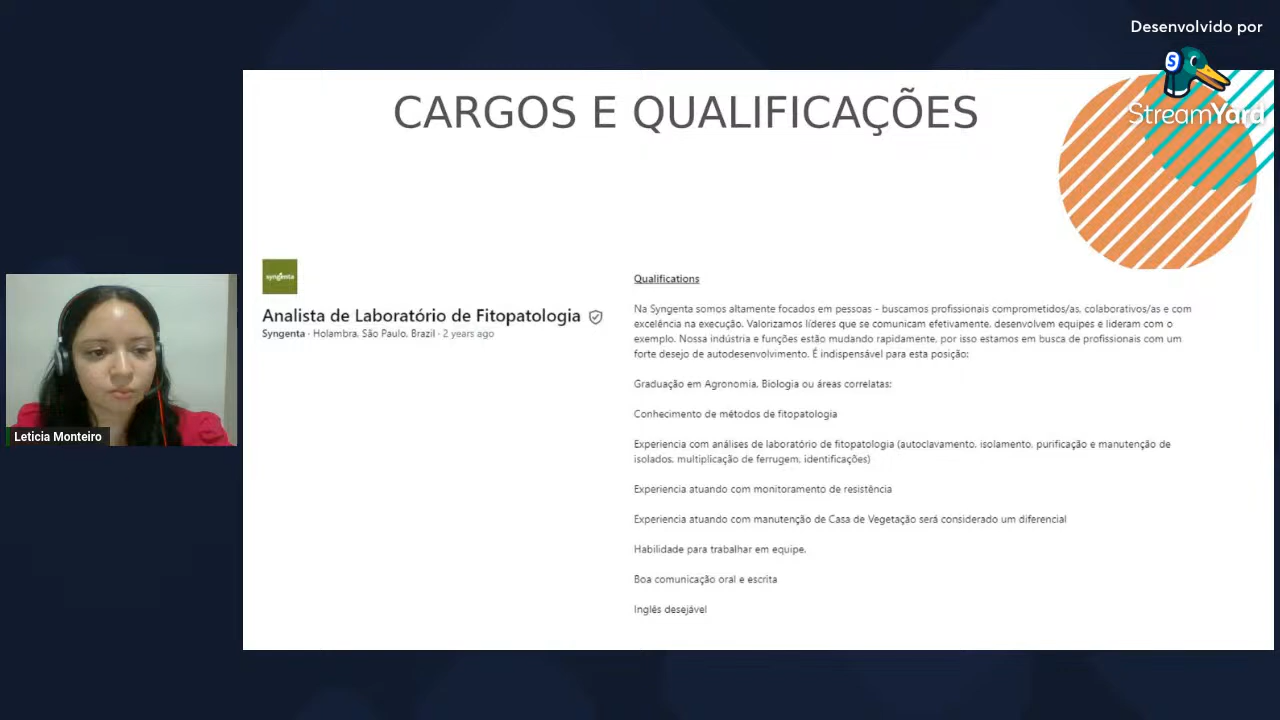 Desenvolvido por
StreamYard
CARGOS E QUALIFICAÇÕES
syngenta
Analista de Laboratório de Fitopatologia
Syngenta · Holambra, São Paulo, Brazil · 2 years ago
Qualifications
Na Syngenta somos altamente focados em pessoas - buscamos profissionais comprometidos/as, colaborativos/as e com
excelência na execução. Valorizamos líderes que se comunicam efetivamente, desenvolvem equipes e lideram com o
exemplo. Nossa indústria e funções estão mudando rapidamente, por isso estamos em busca de profissionais com um
forte desejo de autodesenvolvimento. É indispensável para esta posição:
Graduação em Agronomia, Biologia ou áreas correlatas:
Conhecimento de métodos de fitopatologia
Experiencia com análises de laboratório de fitopatologia (autoclavamento, isolamento, purificação e manutenção de
isolados, multiplicação de ferrugem, identificações)
Experiencia atuando com monitoramento de resistência
Experiencia atuando com manutenção de Casa de Vegetação será considerado um diferencial
Habilidade para trabalhar em equipe.
Boa comunicação oral e escrita
Inglês desejável
Leticia Monteiro